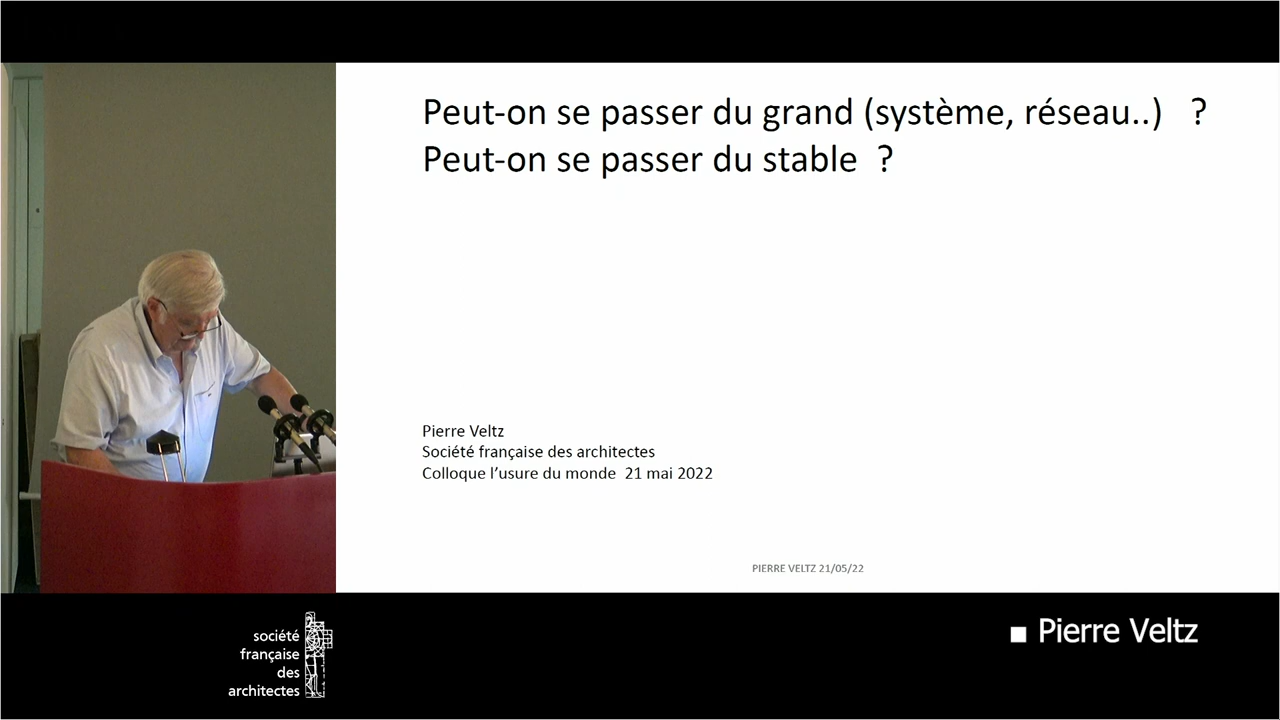 Peut-on se passer du grand (système, réseau..) ?
Peut-on se passer du stable ?
Pierre Veltz
Société française des architectes
Colloque l'usure du monde 21 mai 2022
PIERRE VELTZ 21/05/22
société
française
des
architectes
■ Pierre Veltz